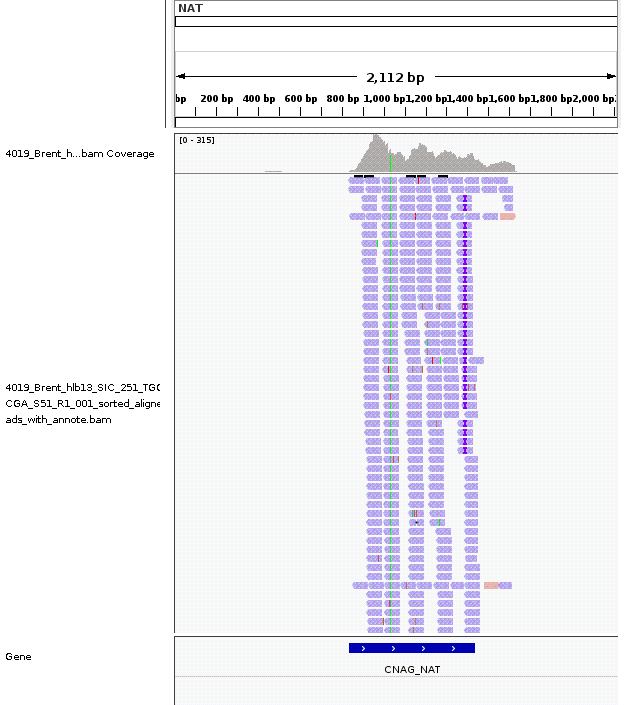 NAT
2,112 bp
bp 200 bp 400 bp 600 bp 800 bp 1,000 bp 1,200 bp 1,400 bp 1,600 bp 1,800 bp 2,000 bp
[0 - 315]
4019_Brent_h...bam Coverage
4019_Brent_hlb13_SIC_251_TGC
CGA_S51_R1_001_sorted_aligne
ads_with_annote.bam
Gene
CNAG_NAT